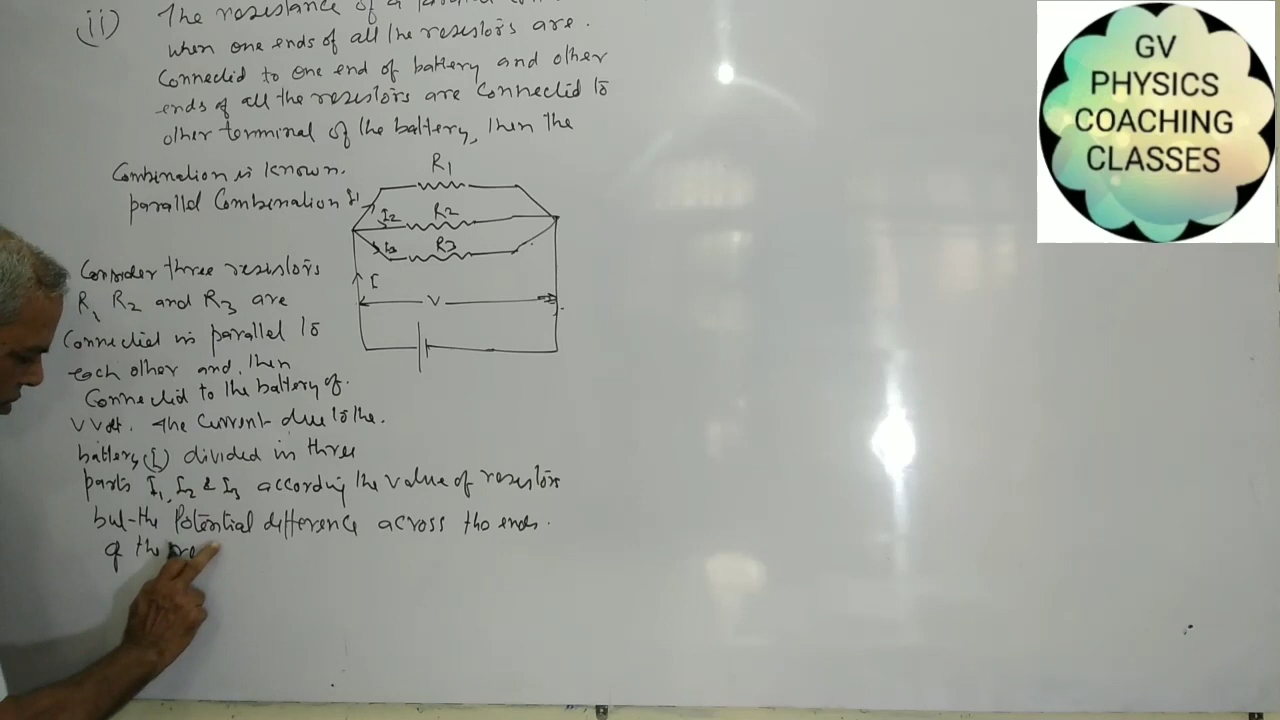 (ii) The resistance of a
when one ends of all the resistors are.
Connected to one end of battery and other
ends of all the resistors are connected to
other terminal of the battery, then the
Combination is known.
parallel Combination
R1
I1
I2 R2
I3 R3
I
V
Consider three resistors
R1 R2 and R3 are
Connected in parallel to
each other and then
Connected to the battery of.
V Volt. The Current due to the.
battery (I) divided in three
parts I1, I2 & I3 according the value of resistors
but the Potential difference across the ends.
of the re
GV
PHYSICS
COACHING
CLASSES